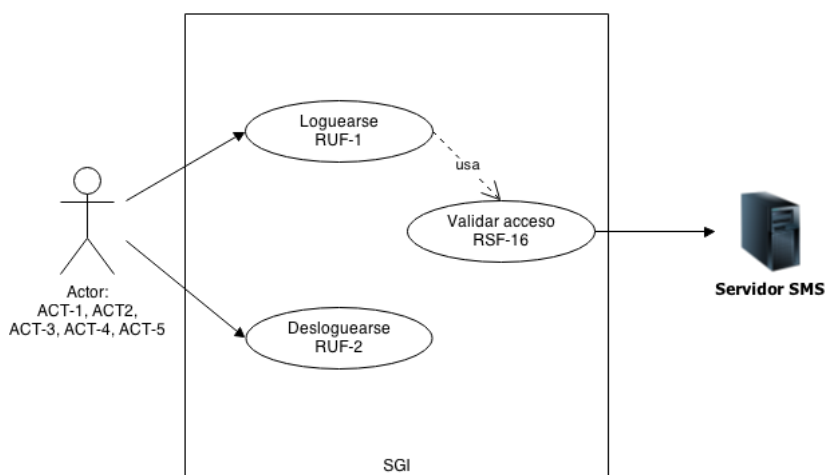 Loguearse
RUF-1
usa
Validar acceso
RSF-16
Servidor SMS
Actor:
ACT-1, ACT2,
ACT-3, ACT-4, ACT-5
Desloguearse
RUF-2
SGI